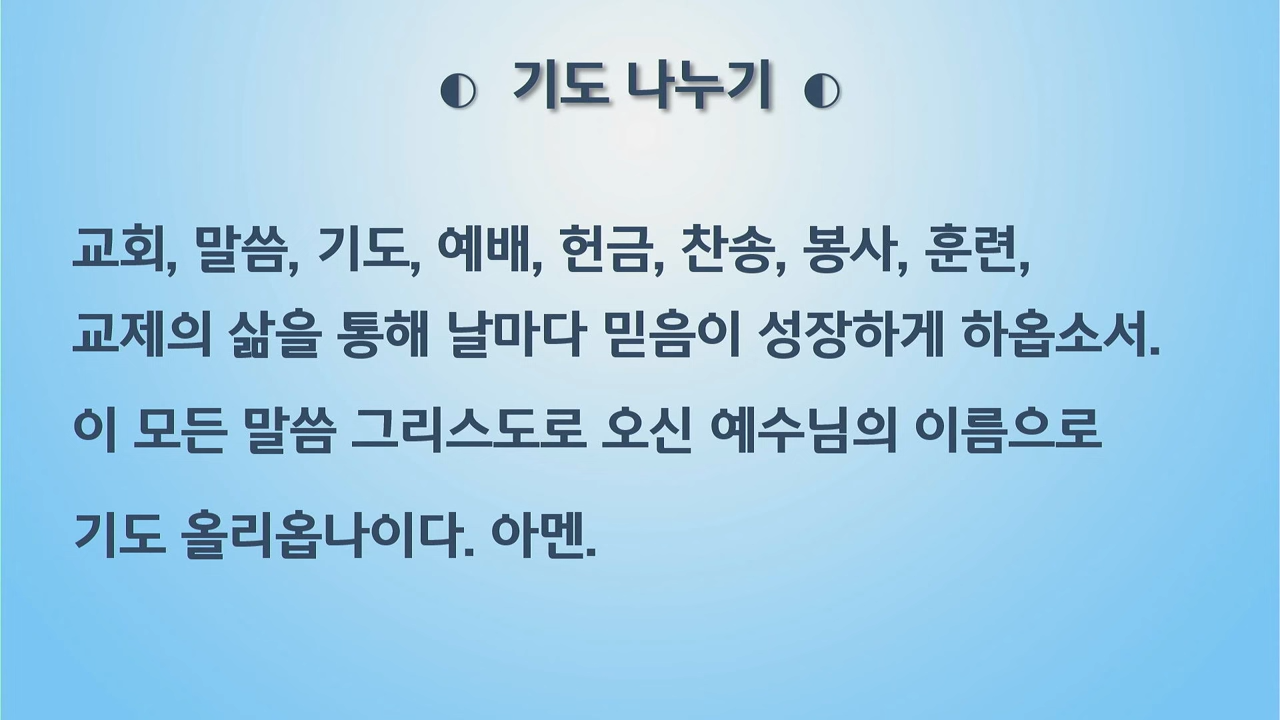 ◐ 기도 나누기 ◐
교회, 말씀, 기도, 예배, 헌금, 찬송, 봉사, 훈련,
교제의 삶을 통해 날마다 믿음이 성장하게 하옵소서.
이 모든 말씀 그리스도로 오신 예수님의 이름으로
기도 올리옵나이다. 아멘.